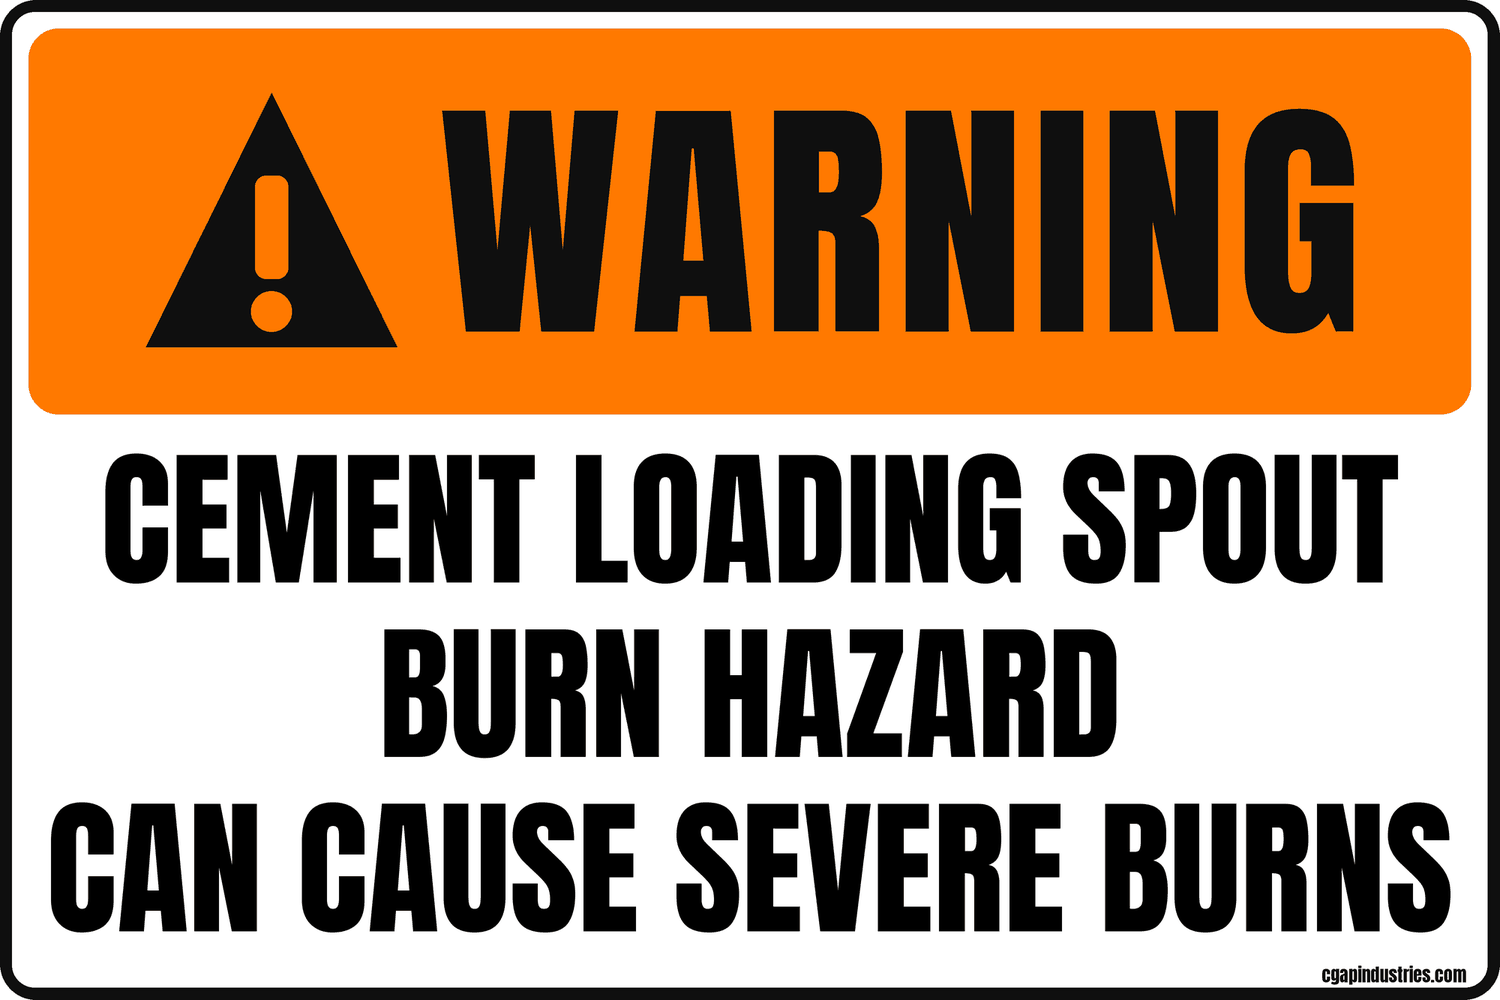 WARNING
CEMENT LOADING SPOUT
BURN HAZARD
CAN CAUSE SEVERE BURNS
cgapindustries.com